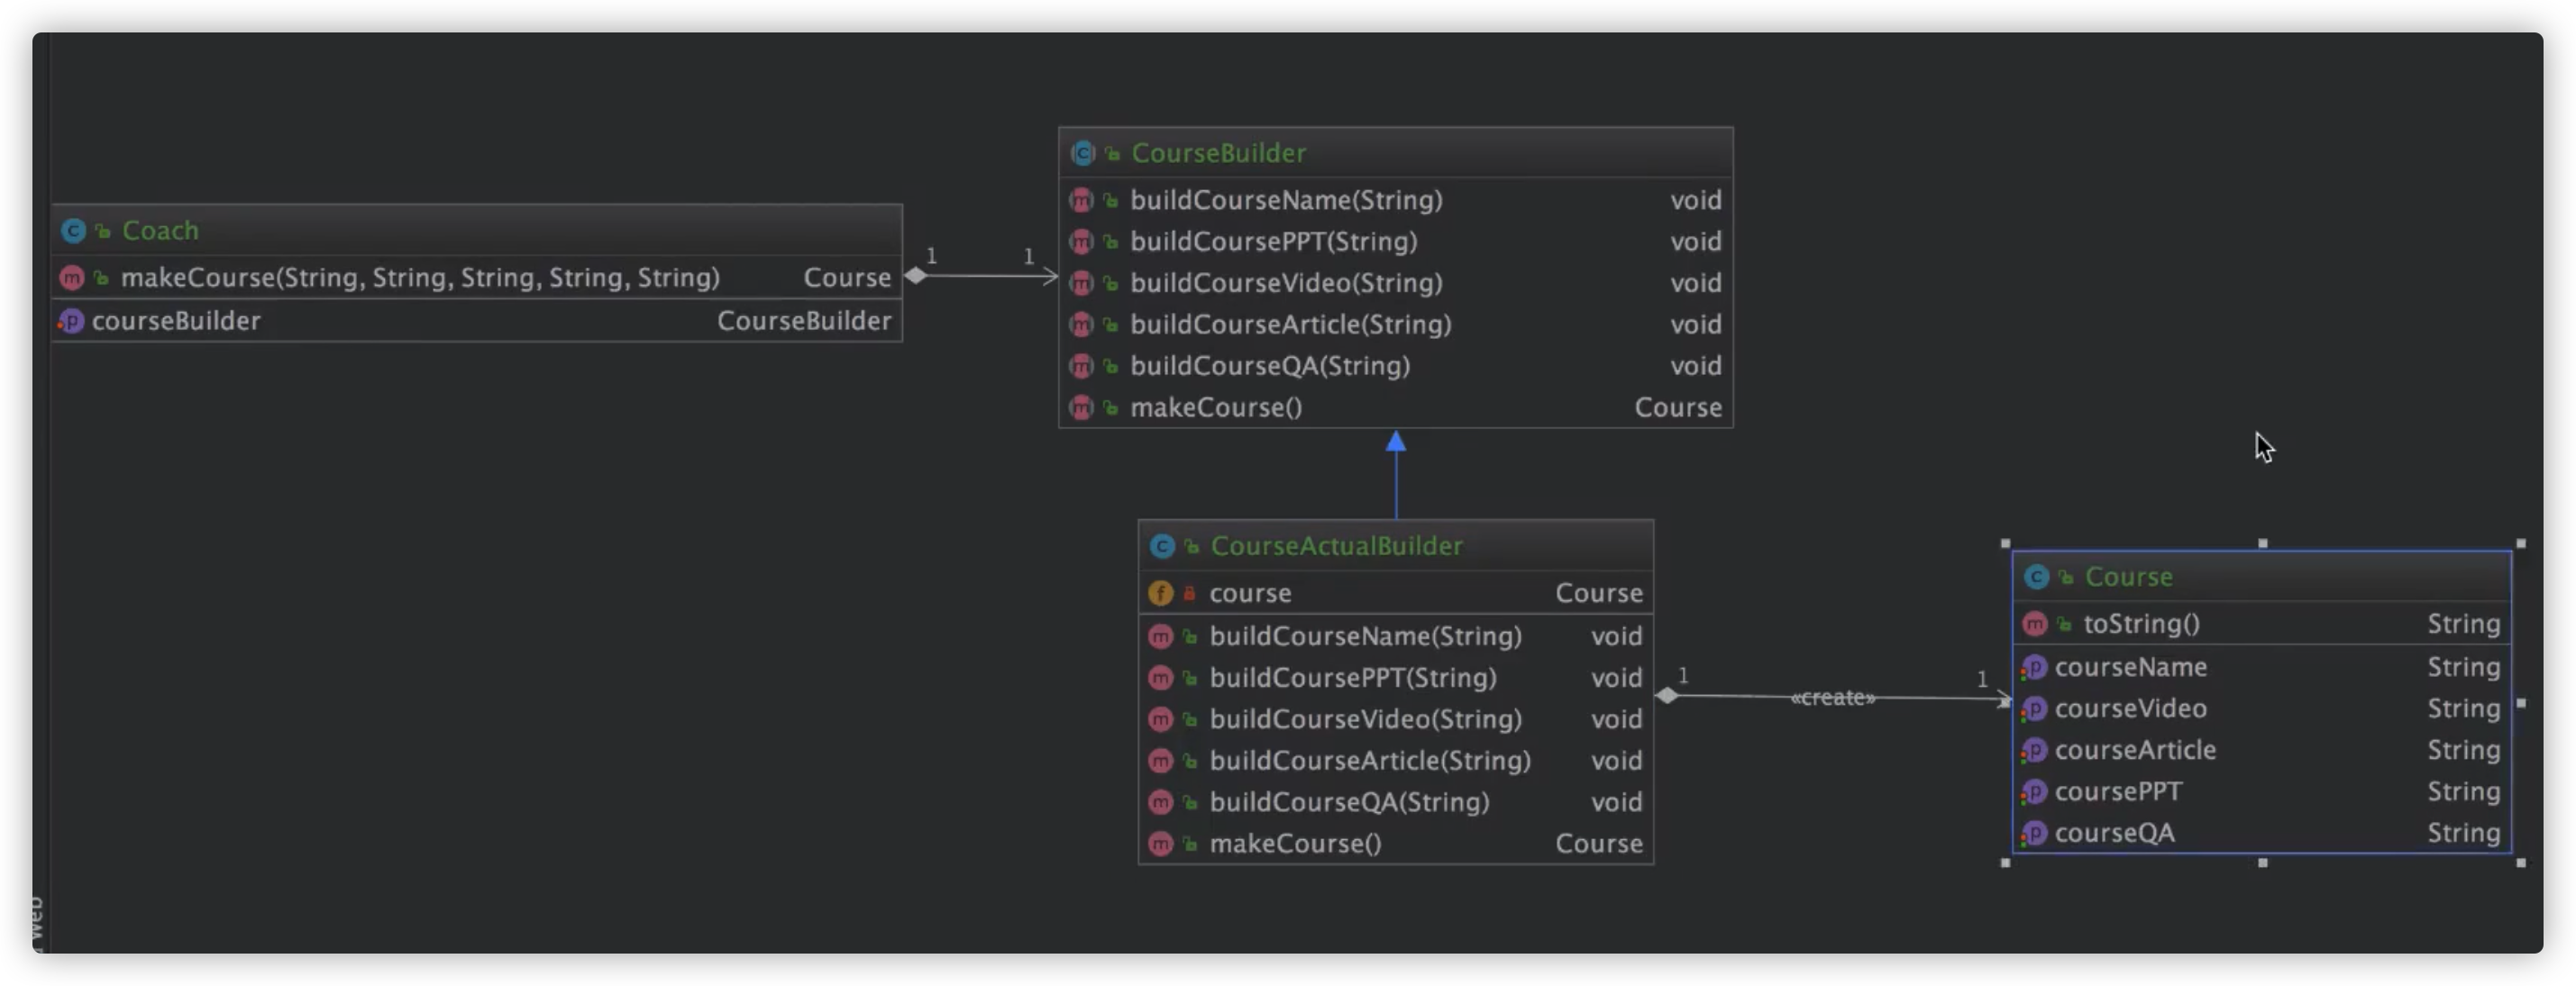 Coach
makeCourse(String, String, String, String, String) Course
courseBuilder CourseBuilder
1 1
CourseBuilder
buildCourseName(String) void
buildCoursePPT(String) void
buildCourseVideo(String) void
buildCourseArticle(String) void
buildCourseQA(String) void
makeCourse() Course
CourseActualBuilder
course Course
buildCourseName(String) void
buildCoursePPT(String) void
buildCourseVideo(String) void
buildCourseArticle(String) void
buildCourseQA(String) void
makeCourse() Course
1 «create» 1
Course
toString() String
courseName String
courseVideo String
courseArticle String
coursePPT String
courseQA String
Web